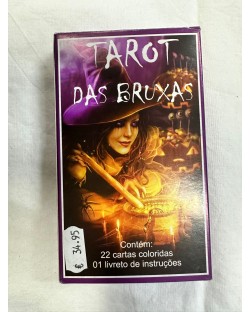 TAROT
DAS BRUXAS
€ 34.95
Contém:
22 cartas coloridas
01 livreto de instruções